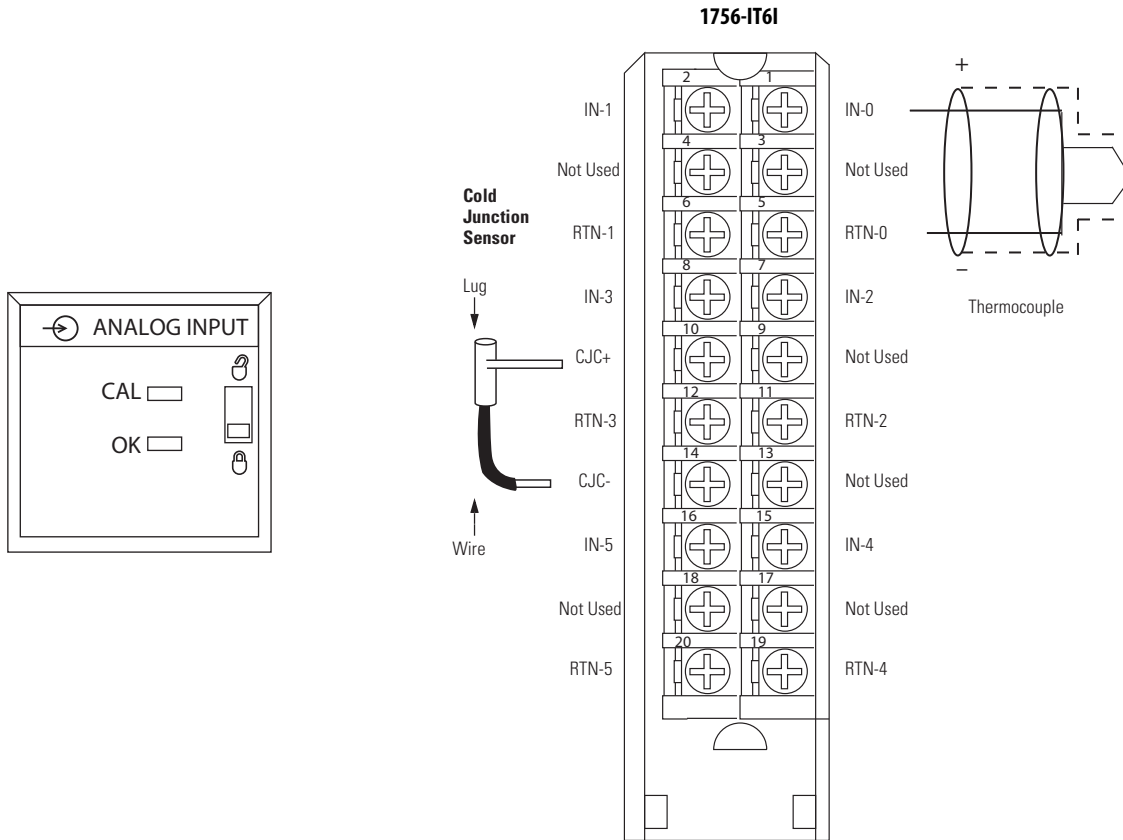 1756-IT6I
ANALOG INPUT
CAL
OK
Cold
Junction
Sensor
Lug
Wire
IN-1 2 1 IN-0
Not Used 4 3 Not Used
RTN-1 6 5 RTN-0
IN-3 8 7 IN-2
CJC+ 10 9 Not Used
RTN-3 12 11 RTN-2
CJC- 14 13 Not Used
IN-5 16 15 IN-4
Not Used 18 17 Not Used
RTN-5 20 19 RTN-4
+
–
Thermocouple